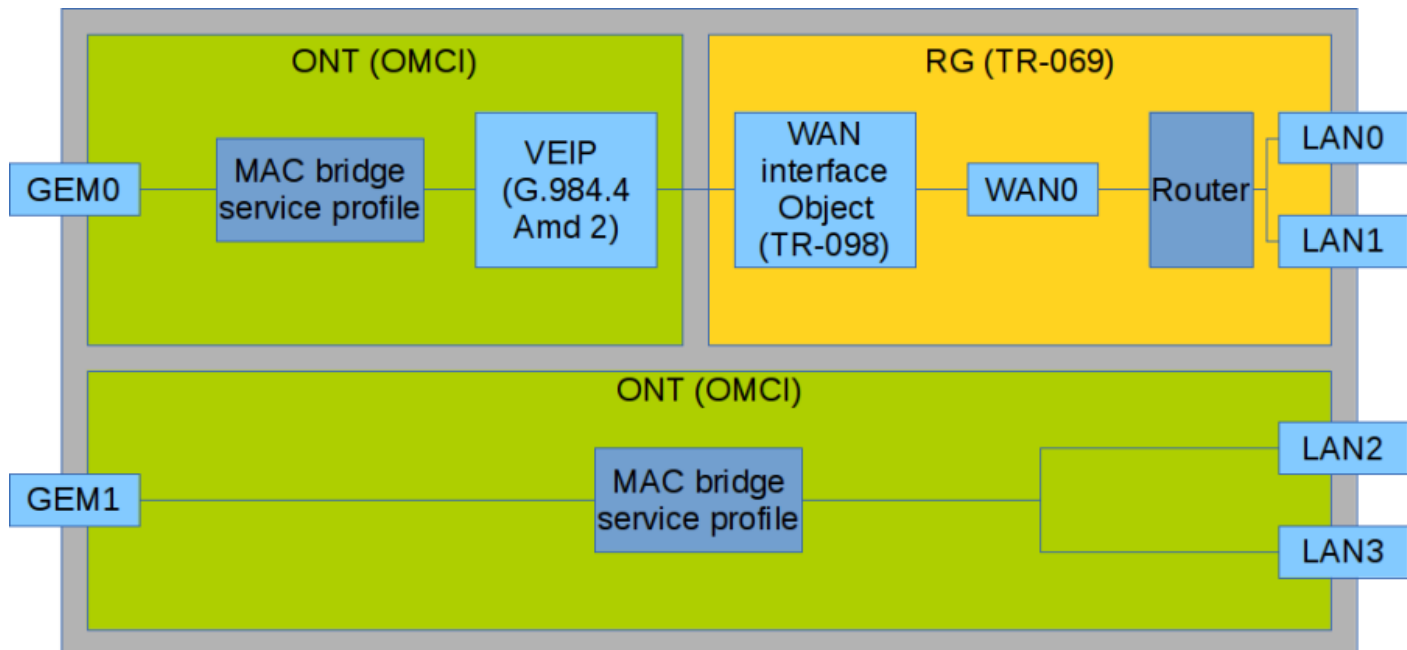 ONT (OMCI)
RG (TR-069)
GEM0
MAC bridge
service profile
VEIP
(G.984.4
Amd 2)
WAN
interface
Object
(TR-098)
WAN0
Router
LAN0
LAN1
ONT (OMCI)
GEM1
MAC bridge
service profile
LAN2
LAN3